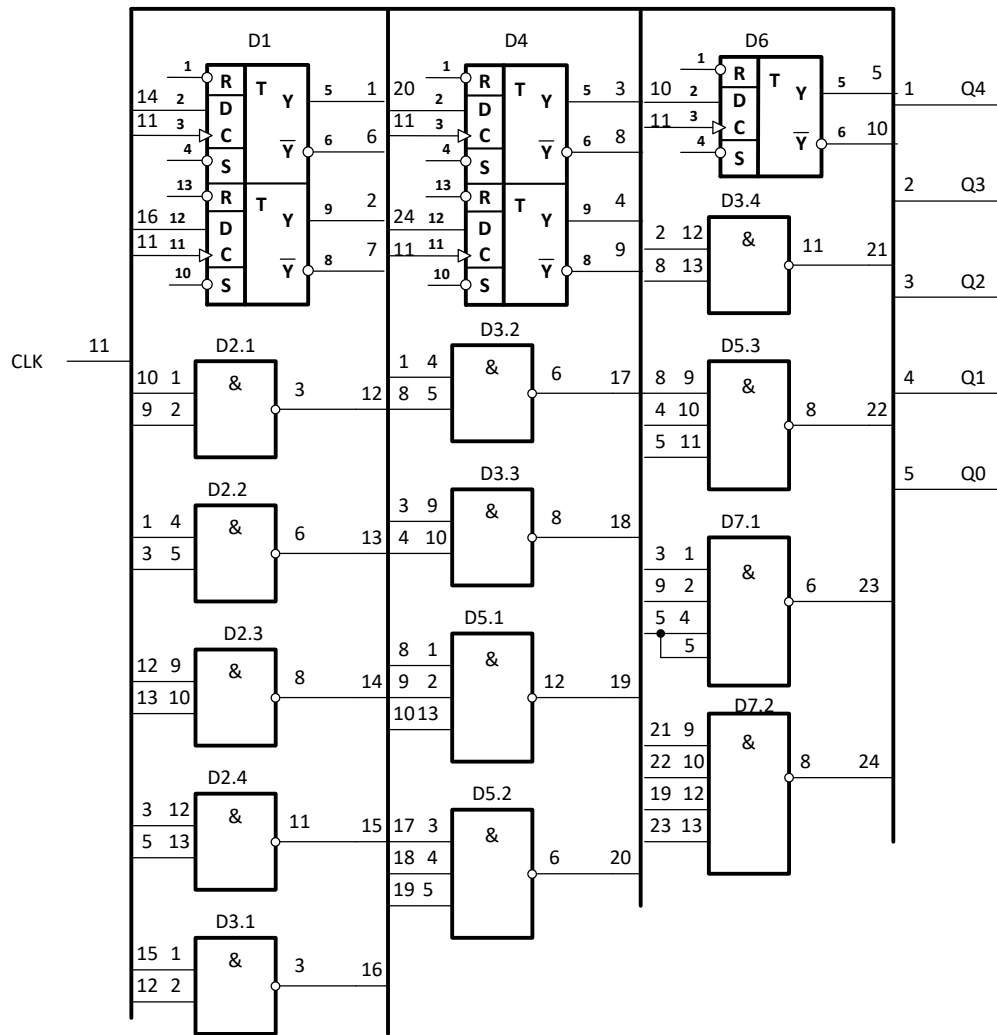 D1 D4 D6
1 R T Y 5 1
14 2 D
11 3 C Y 6 6
4 S
13 R T Y 9 2
16 12 D
11 11 C Y 8 7
10 S
1 R T Y 5 3
20 2 D
11 3 C Y 6 8
4 S
13 R T Y 9 4
24 12 D
11 11 C Y 8 9
10 S
1 R T Y 5 5
10 2 D
11 3 C Y 6 10
4 S
1 Q4
2 Q3
3 Q2
4 Q1
5 Q0
CLK 11
D2.1
10 1 & 3 12
9 2
D2.2
1 4 & 6 13
3 5
D2.3
12 9 & 8 14
13 10
D2.4
3 12 & 11 15
5 13
D3.1
15 1 & 3 16
12 2
D3.2
1 4 & 6 17
8 5
D3.3
3 9 & 8 18
4 10
D5.1
8 1 & 12 19
9 2
10 13
D5.2
17 3 & 6 20
18 4
19 5
D3.4
2 12 & 11 21
8 13
D5.3
8 9 & 8 22
4 10
5 11
D7.1
3 1 & 6 23
9 2
5 4
5
D7.2
21 9 & 8 24
22 10
19 12
23 13